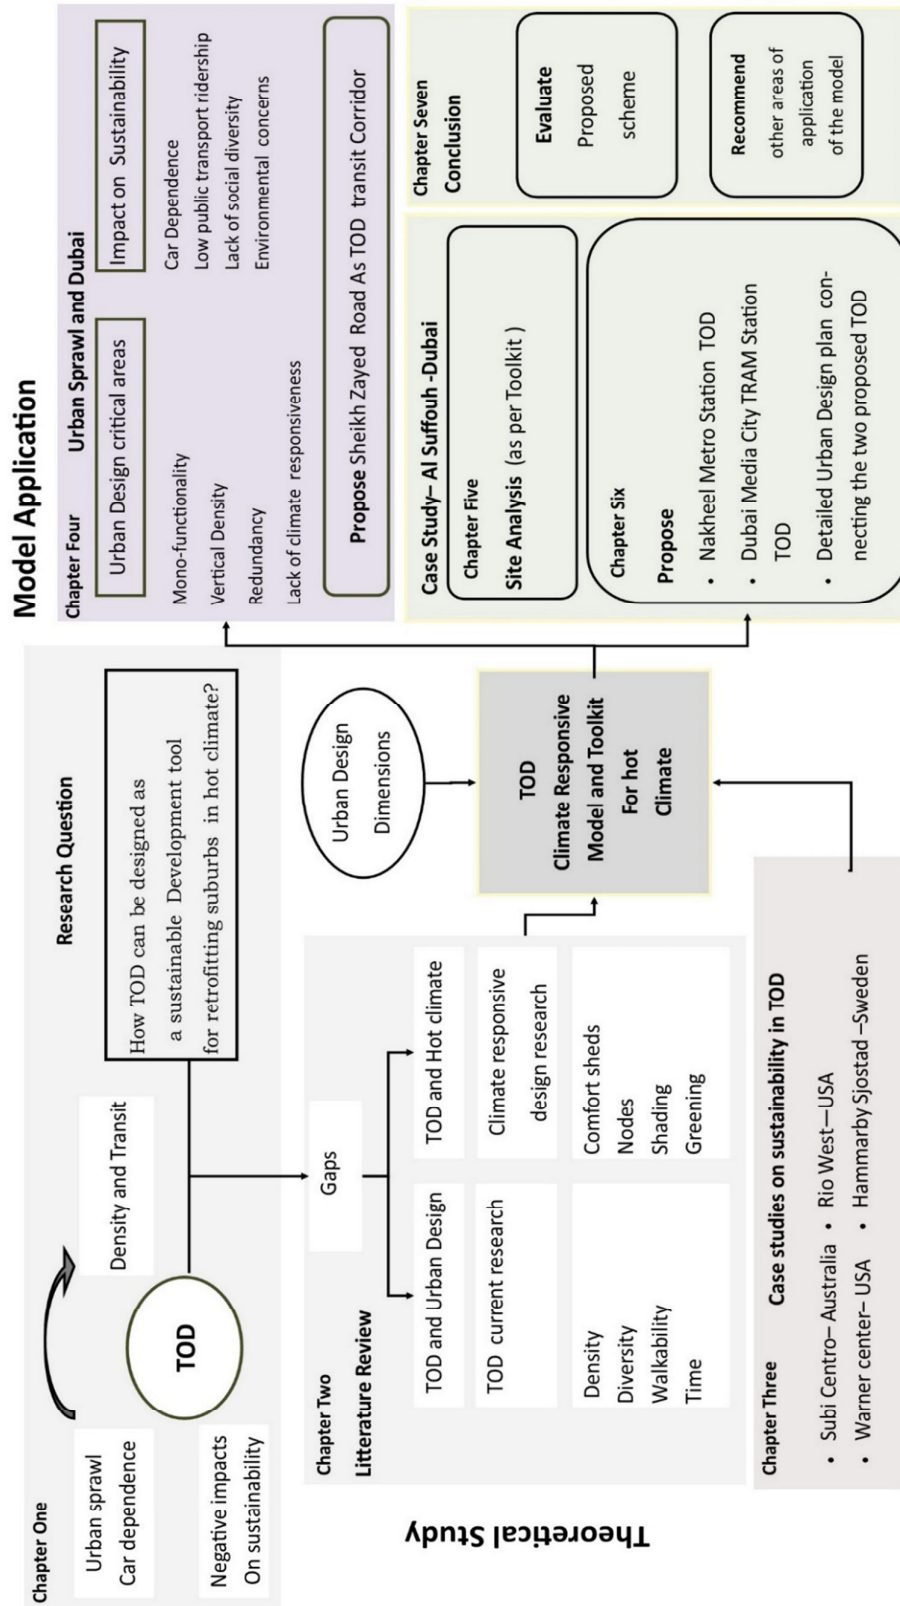 Theoretical Study
Chapter One
Urban sprawl
Car dependence
Negative impacts
On sustainability
TOD
Density and Transit
Research Question
How TOD can be designed as
a sustainable Development tool
for retrofitting suburbs in hot climate?
Chapter Two
Litterature Review
Gaps
TOD and Urban Design
TOD current research
Density
Diversity
Walkability
Time
TOD and Hot climate
Climate responsive
design research
Comfort sheds
Nodes
Shading
Greening
Chapter Three
Case studies on sustainability in TOD
• Subi Centro– Australia • Rio West—USA
• Warner center– USA • Hammarby Sjostad –Sweden
Urban Design
Dimensions
TOD
Climate Responsive
Model and Toolkit
For hot
Climate
Model Application
Chapter Four
Urban Sprawl and Dubai
Urban Design critical areas
Mono-functionality
Vertical Density
Redundancy
Lack of climate responsiveness
Impact on Sustainability
Car Dependence
Low public transport ridership
Lack of social diversity
Environmental concerns
Propose Sheikh Zayed Road As TOD transit Corridor
Case Study– Al Suffouh -Dubai
Chapter Five
Site Analysis (as per Toolkit )
Chapter Six
Propose
• Nakheel Metro Station TOD
• Dubai Media City TRAM Station
TOD
• Detailed Urban Design plan con-
necting the two proposed TOD
Chapter Seven
Conclusion
Evaluate
Proposed
scheme
Recommend
other areas of
application
of the model